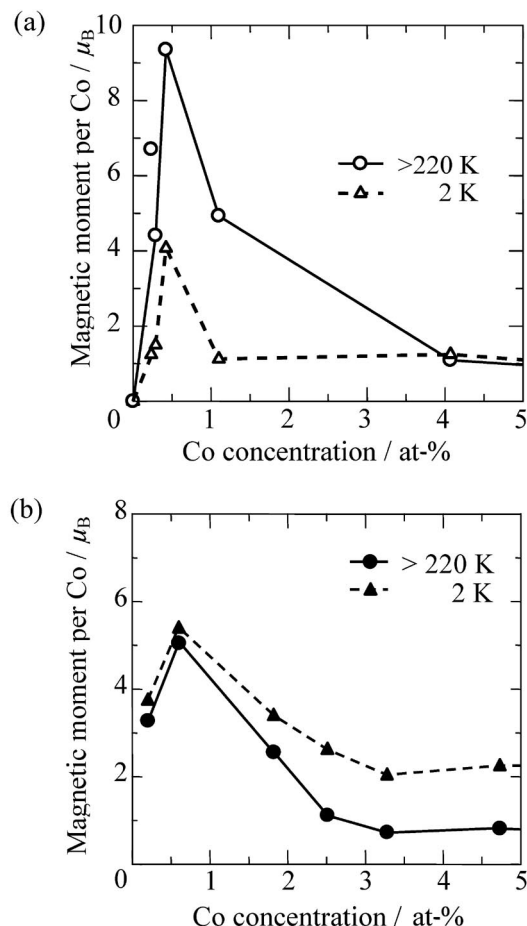 (a)
Magnetic moment per Co / μB
10
8
6
4
2
0
>220 K
2 K
0 1 2 3 4 5
Co concentration / at-%
(b)
Magnetic moment per Co / μB
8
6
4
2
0
> 220 K
2 K
0 1 2 3 4 5
Co concentration / at-%